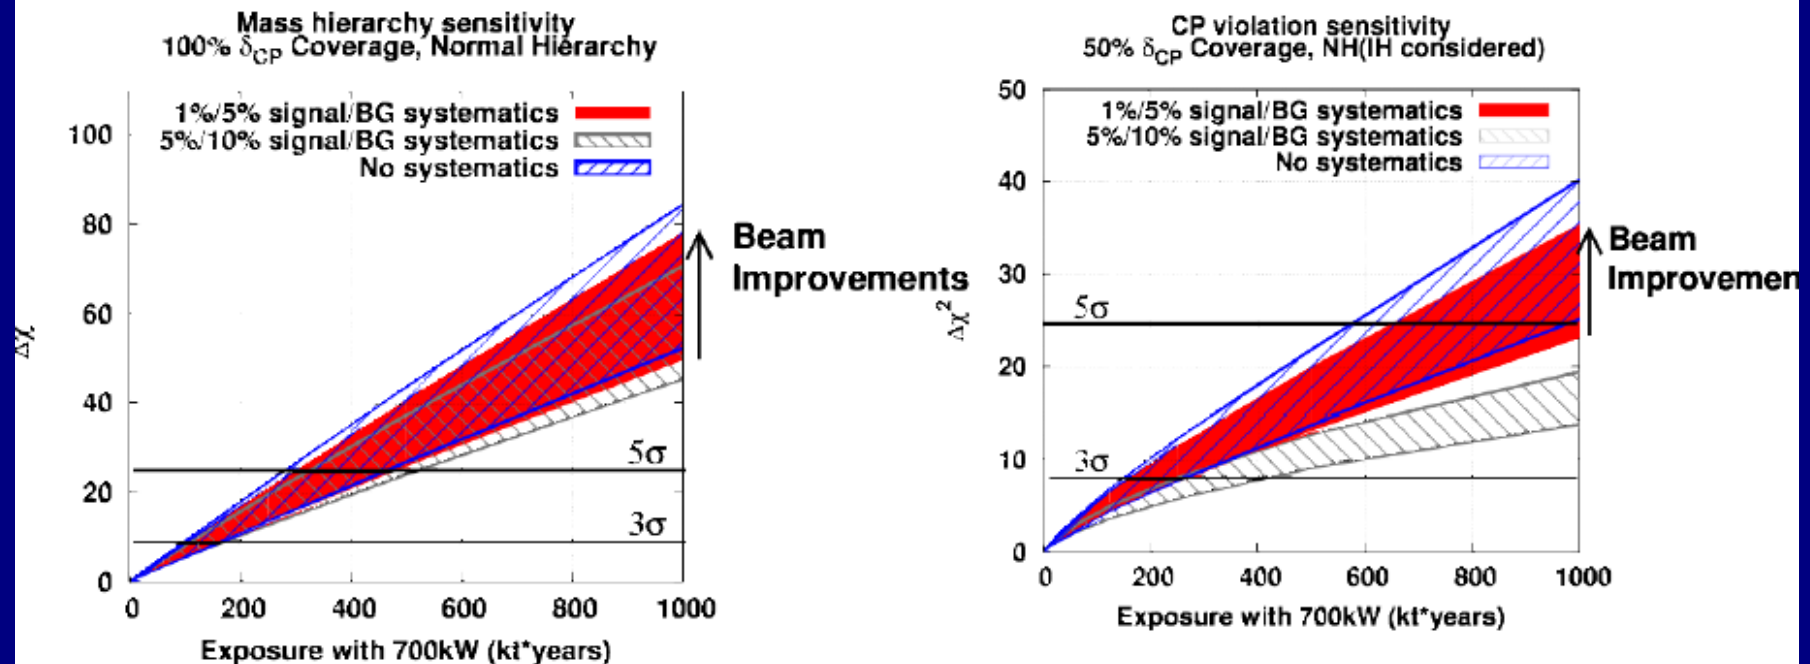 Mass hierarchy sensitivity
100% δCP Coverage, Normal Hierarchy
1%/5% signal/BG systematics
5%/10% signal/BG systematics
No systematics
100
80
60
40
20
0
Δχ
5σ
3σ
0 200 400 600 800 1000
Exposure with 700kW (kt*years)
Beam
Improvements
CP violation sensitivity
50% δCP Coverage, NH(IH considered)
1%/5% signal/BG systematics
5%/10% signal/BG systematics
No systematics
50
40
30
20
10
0
Δχ²
5σ
3σ
0 200 400 600 800 1000
Exposure with 700kW (kt*years)
Beam
Improvemen